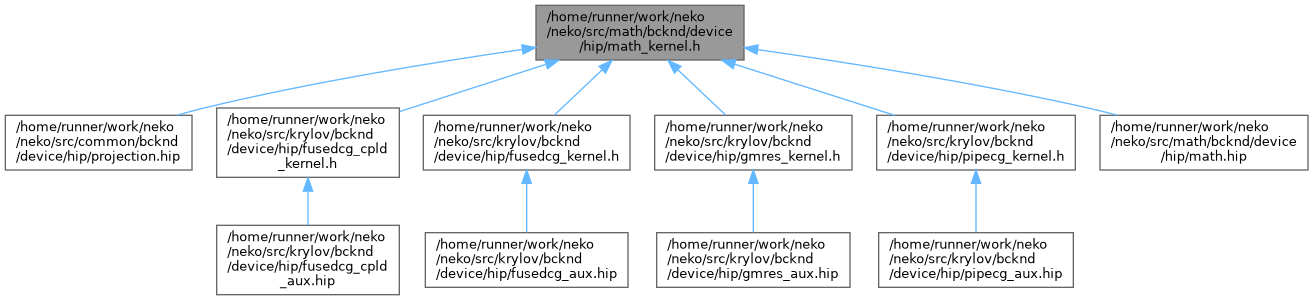 /home/runner/work/neko
/neko/src/math/bcknd/device
/hip/math_kernel.h
/home/runner/work/neko
/neko/src/common/bcknd
/device/hip/projection.hip
/home/runner/work/neko
/neko/src/krylov/bcknd
/device/hip/fusedcg_cpld
_kernel.h
/home/runner/work/neko
/neko/src/krylov/bcknd
/device/hip/fusedcg_kernel.h
/home/runner/work/neko
/neko/src/krylov/bcknd
/device/hip/gmres_kernel.h
/home/runner/work/neko
/neko/src/krylov/bcknd
/device/hip/pipecg_kernel.h
/home/runner/work/neko
/neko/src/math/bcknd/device
/hip/math.hip
/home/runner/work/neko
/neko/src/krylov/bcknd
/device/hip/fusedcg_cpld
_aux.hip
/home/runner/work/neko
/neko/src/krylov/bcknd
/device/hip/fusedcg_aux.hip
/home/runner/work/neko
/neko/src/krylov/bcknd
/device/hip/gmres_aux.hip
/home/runner/work/neko
/neko/src/krylov/bcknd
/device/hip/pipecg_aux.hip